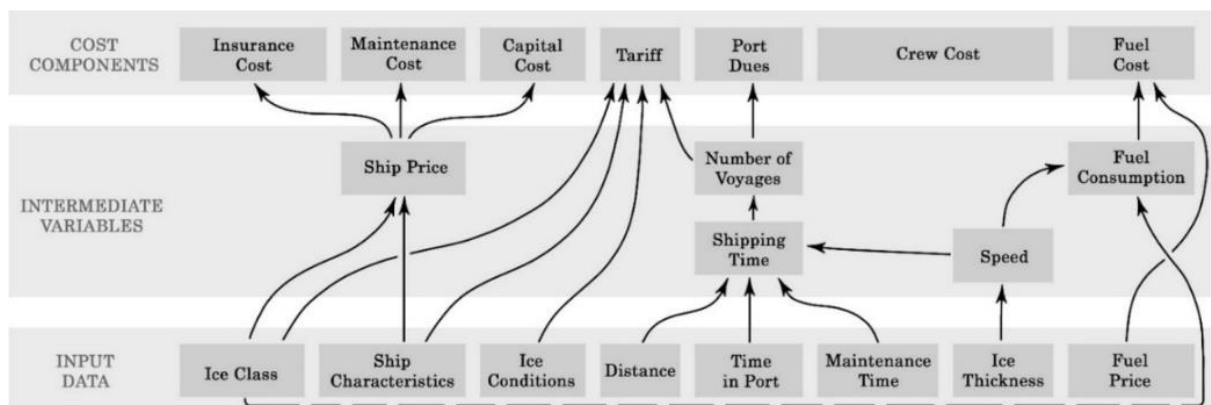 COST
COMPONENTS
Insurance
Cost
Maintenance
Cost
Capital
Cost
Tariff
Port
Dues
Crew Cost
Fuel
Cost
INTERMEDIATE
VARIABLES
Ship Price
Number of
Voyages
Fuel
Consumption
Shipping
Time
Speed
INPUT
DATA
Ice Class
Ship
Characteristics
Ice
Conditions
Distance
Time
in Port
Maintenance
Time
Ice
Thickness
Fuel
Price